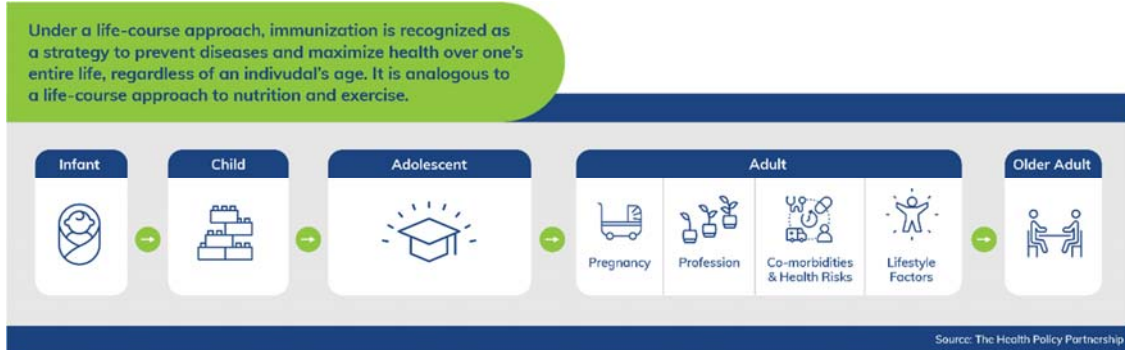 Under a life-course approach, immunization is recognized as
a strategy to prevent diseases and maximize health over one's
entire life, regardless of an indivudal's age. It is analogous to
a life-course approach to nutrition and exercise.
Infant
Child
Adolescent
Adult
Older Adult
Pregnancy
Profession
Co-morbidities
& Health Risks
Lifestyle
Factors
Source: The Health Policy Partnership